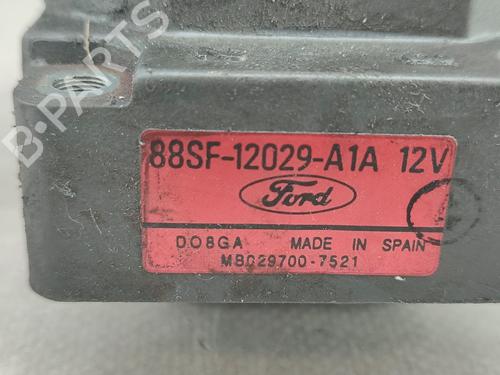 B-PARTS
88SF-12029-A1A 12V
Ford
DO8GA MADE IN SPAIN
MBC29700-7521